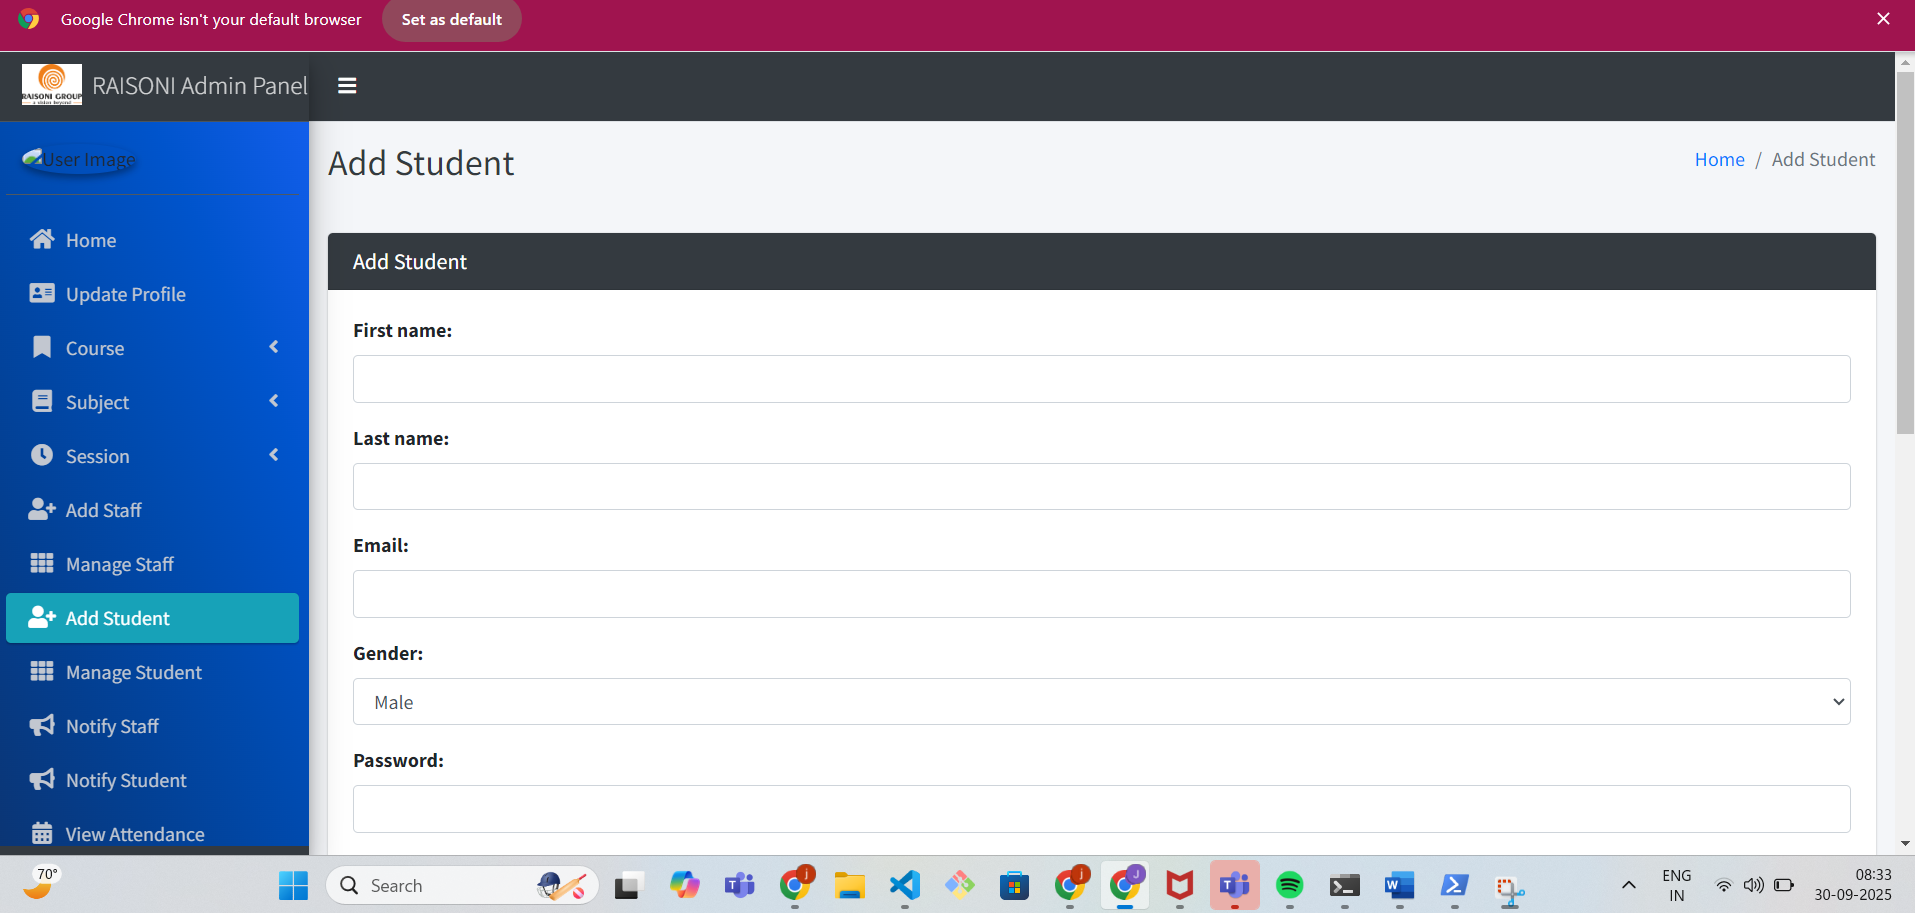 Google Chrome isn't your default browser Set as default
RAISONI GROUP
a vision beyond
RAISONI Admin Panel
User Image
Home
Update Profile
Course
Subject
Session
Add Staff
Manage Staff
Add Student
Manage Student
Notify Staff
Notify Student
View Attendance
Add Student
Home / Add Student
Add Student
First name:
Last name:
Email:
Gender:
Male
Password:
70°
Search
ENG
IN
08:33
30-09-2025